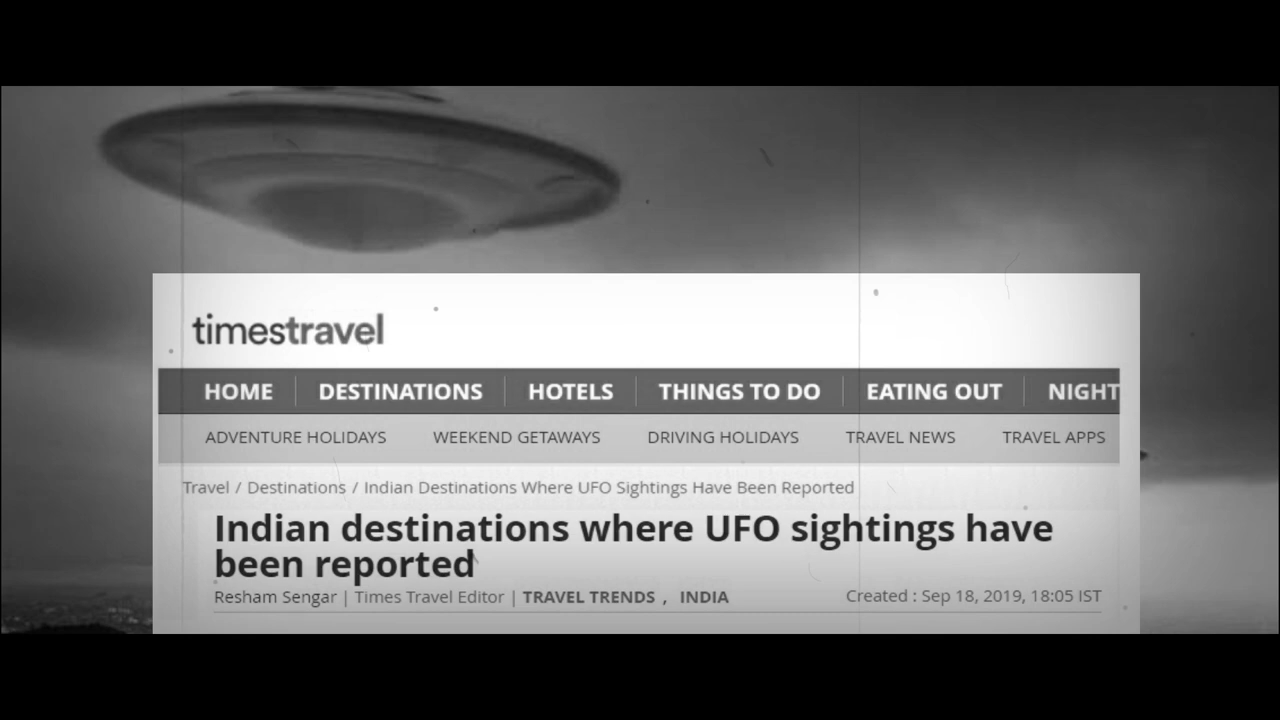 timestravel
HOME DESTINATIONS HOTELS THINGS TO DO EATING OUT NIGHT
ADVENTURE HOLIDAYS WEEKEND GETAWAYS DRIVING HOLIDAYS TRAVEL NEWS TRAVEL APPS
Travel / Destinations / Indian Destinations Where UFO Sightings Have Been Reported
Indian destinations where UFO sightings have
been reported
Resham Sengar | Times Travel Editor | TRAVEL TRENDS , INDIA Created : Sep 18, 2019, 18:05 IST